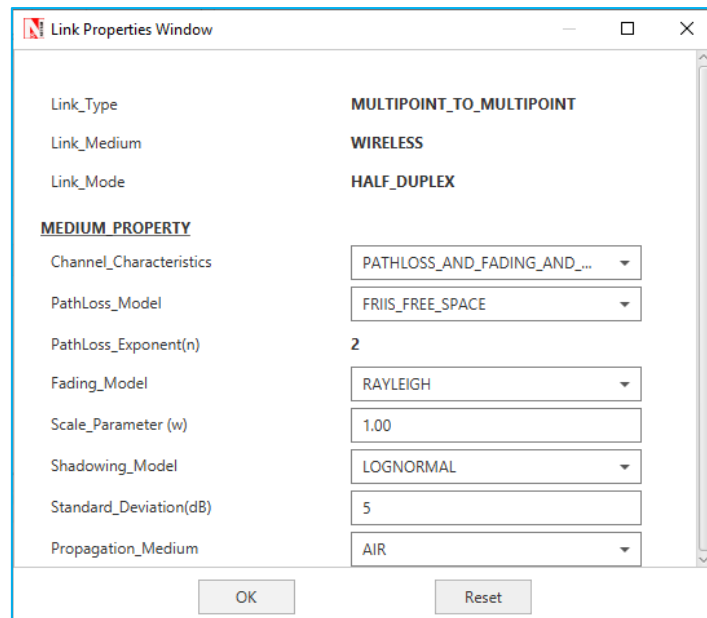 Link Properties Window
Link_Type MULTIPOINT_TO_MULTIPOINT
Link_Medium WIRELESS
Link_Mode HALF_DUPLEX
MEDIUM_PROPERTY
Channel_Characteristics PATHLOSS_AND_FADING_AND_...
PathLoss_Model FRIIS_FREE_SPACE
PathLoss_Exponent(n) 2
Fading_Model RAYLEIGH
Scale_Parameter (w) 1.00
Shadowing_Model LOGNORMAL
Standard_Deviation(dB) 5
Propagation_Medium AIR
OK Reset